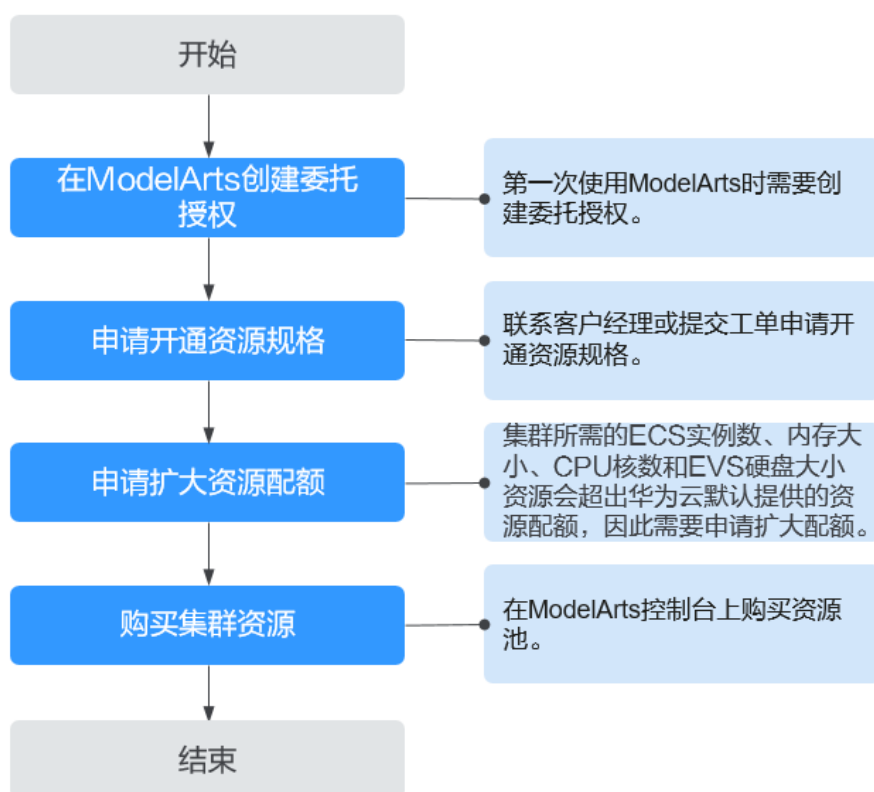 开始
在ModelArts创建委托
授权
第一次使用ModelArts时需要创
建委托授权。
申请开通资源规格
联系客户经理或提交工单申请开
通资源规格。
申请扩大资源配额
集群所需的ECS实例数、内存大
小、CPU核数和EVS硬盘大小
资源会超出华为云默认提供的资
源配额，因此需要申请扩大配额。
购买集群资源
在ModelArts控制台上购买资源
池。
结束